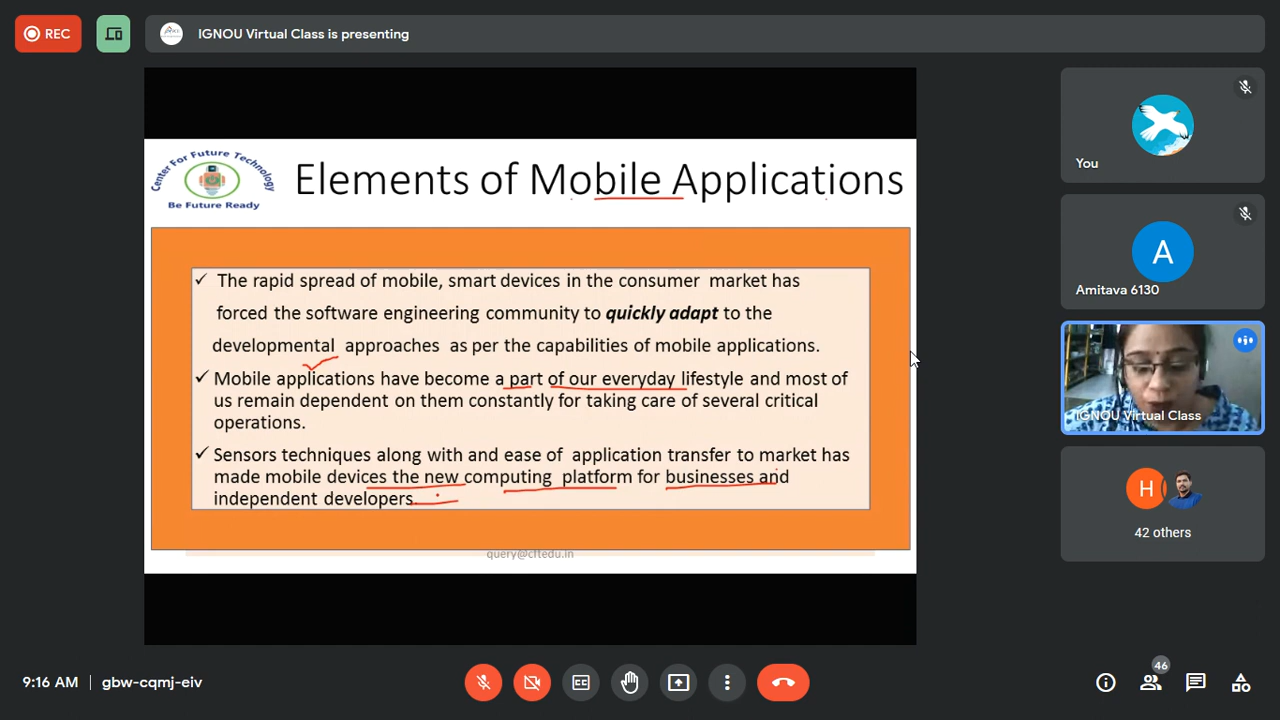 REC
IGNOU Virtual Class is presenting
Center For Future Technology
Be Future Ready
Elements of Mobile Applications
✓ The rapid spread of mobile, smart devices in the consumer market has
forced the software engineering community to quickly adapt to the
developmental approaches as per the capabilities of mobile applications.
✓ Mobile applications have become a part of our everyday lifestyle and most of
us remain dependent on them constantly for taking care of several critical
operations.
✓ Sensors techniques along with and ease of application transfer to market has
made mobile devices the new computing platform for businesses and
independent developers.
query@cftedu.in
You
A
Amitava 6130
IGNOU Virtual Class
H
42 others
9:16 AM | gbw-cqmj-eiv
CC
46